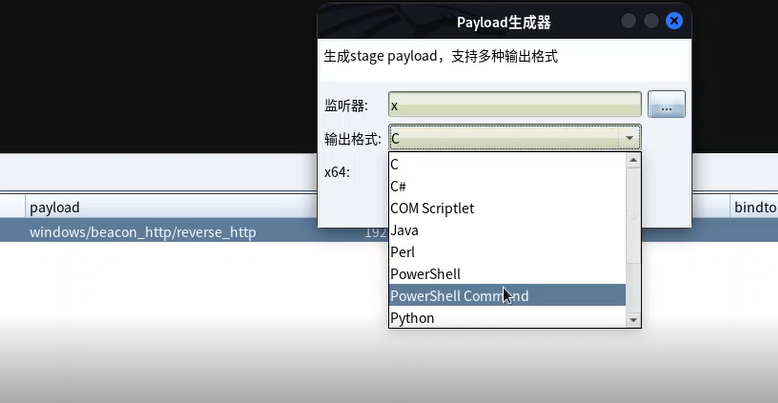 Payload生成器
生成stage payload，支持多种输出格式
监听器: x ...
输出格式: C
x64:
C
C#
COM Scriptlet
Java
Perl
PowerShell
PowerShell Command
Python
payload bindto
windows/beacon_http/reverse_http 192